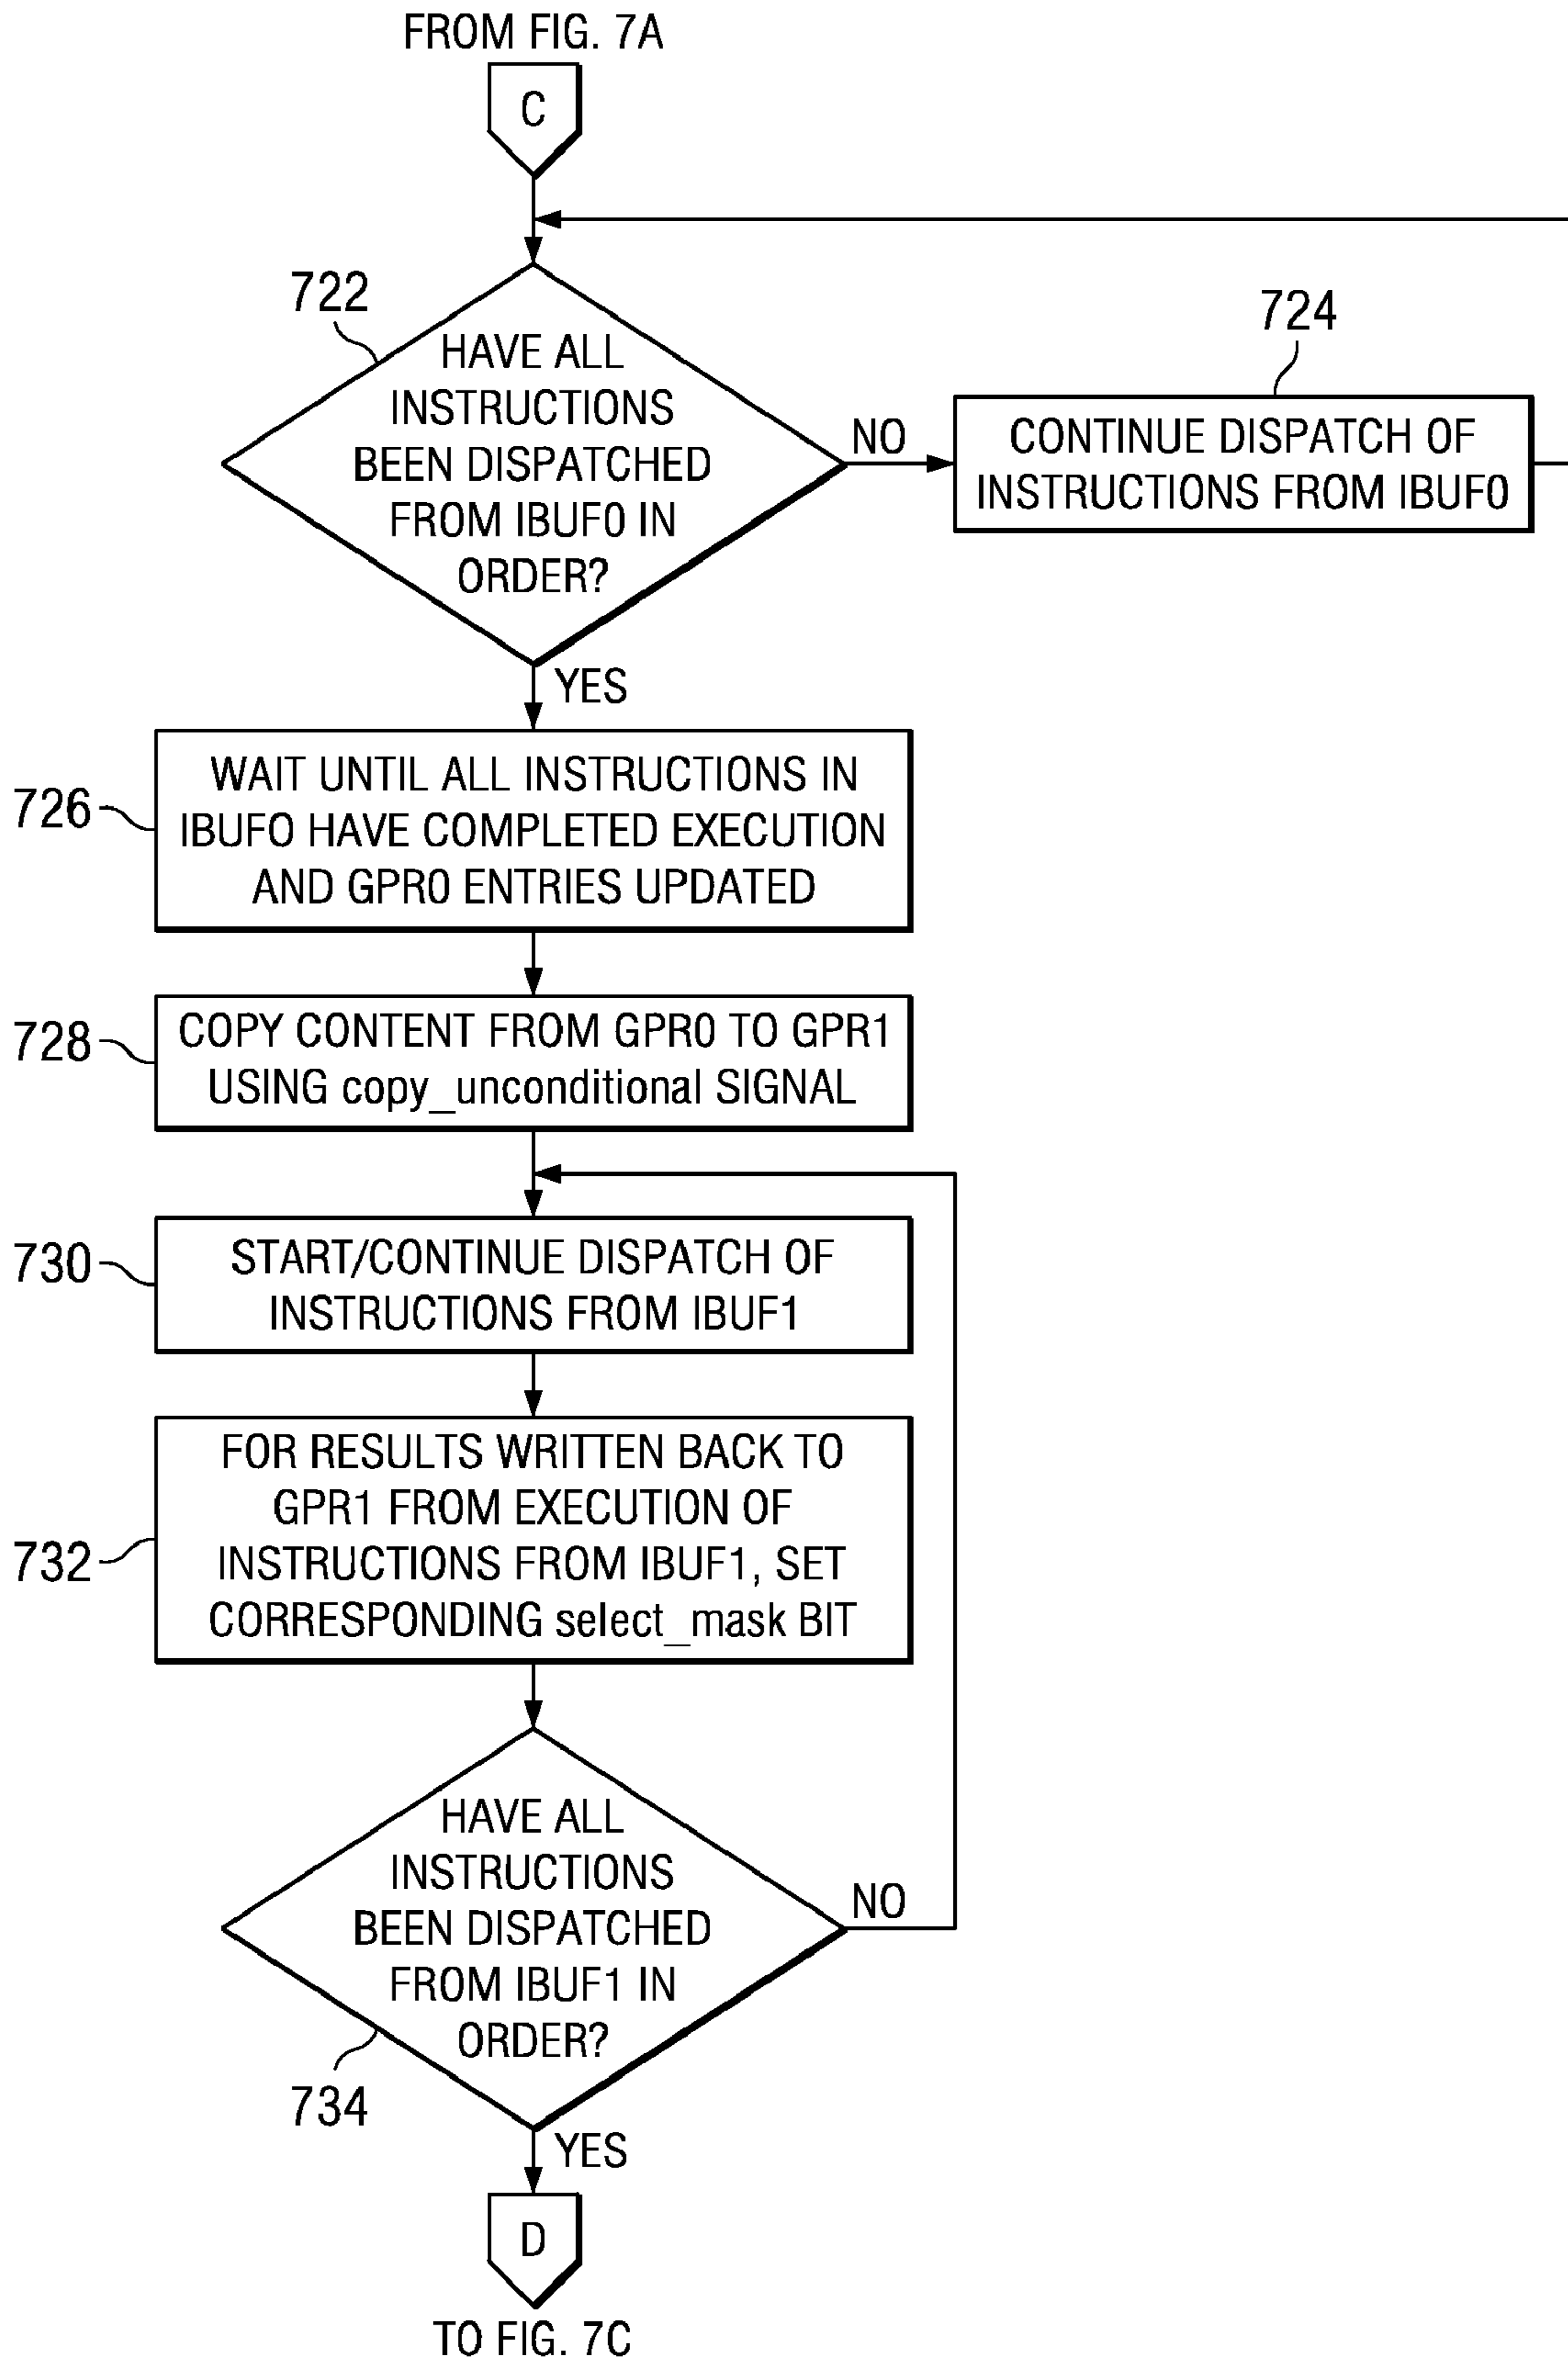 FROM FIG. 7A
C
722
HAVE ALL
INSTRUCTIONS
BEEN DISPATCHED
FROM IBUF0 IN
ORDER?
NO
724
CONTINUE DISPATCH OF
INSTRUCTIONS FROM IBUF0
YES
726
WAIT UNTIL ALL INSTRUCTIONS IN
IBUFO HAVE COMPLETED EXECUTION
AND GPR0 ENTRIES UPDATED
728
COPY CONTENT FROM GPR0 TO GPR1
USING copy_unconditional SIGNAL
730
START/CONTINUE DISPATCH OF
INSTRUCTIONS FROM IBUF1
732
FOR RESULTS WRITTEN BACK TO
GPR1 FROM EXECUTION OF
INSTRUCTIONS FROM IBUF1, SET
CORRESPONDING select_mask BIT
HAVE ALL
INSTRUCTIONS
BEEN DISPATCHED
FROM IBUF1 IN
ORDER?
NO
734
YES
D
TO FIG. 7C